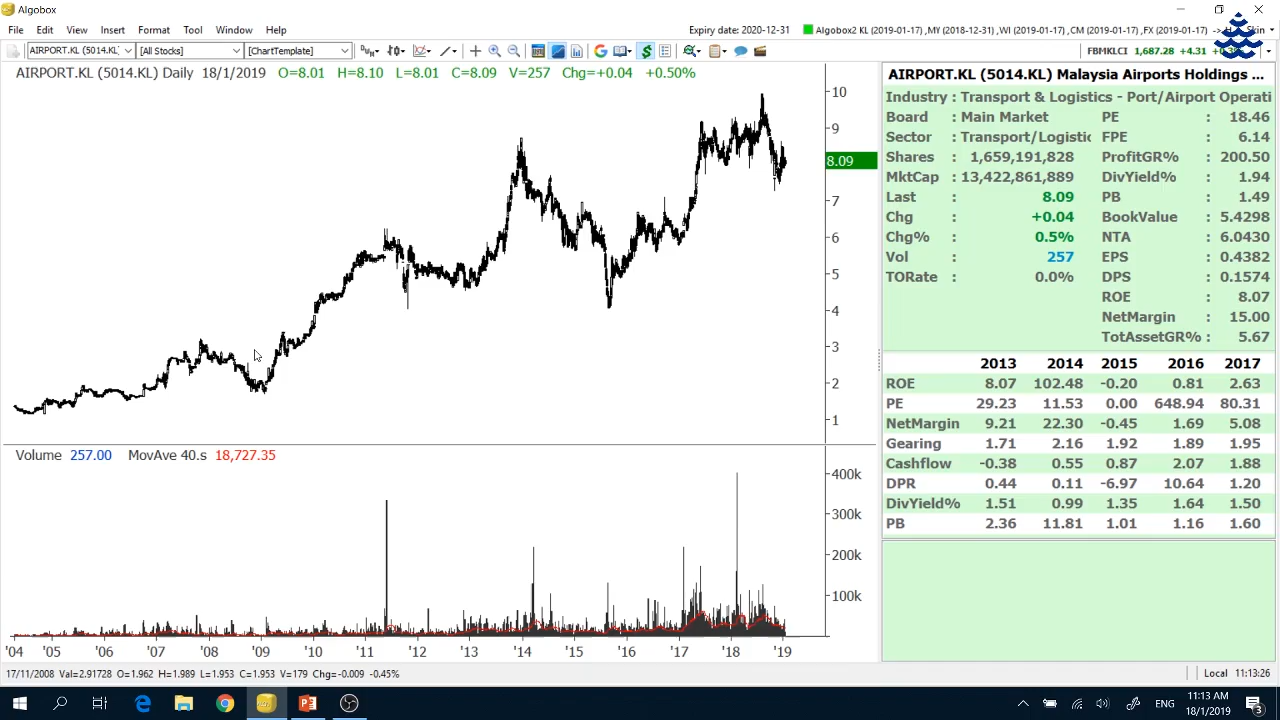 Algobox
File Edit View Insert Format Tool Window Help
Expiry date: 2020-12-31 Algobox2 KL (2019-01-17) ,MY (2018-12-31) ,WI (2019-01-17) ,CM (2019-01-17) ,FX (2019-01-17) -> Skin
AIRPORT.KL (5014.KL) [All Stocks] [ChartTemplate]
FBMKLCI 1,687.28 +4.31
AIRPORT.KL (5014.KL) Daily 18/1/2019 O=8.01 H=8.10 L=8.01 C=8.09 V=257 Chg=+0.04 +0.50%
10
9
8.09
7
6
5
4
3
2
1
Volume 257.00 MovAve 40.s 18,727.35
400k
300k
200k
100k
'04 '05 '06 '07 '08 '09 '10 '11 '12 '13 '14 '15 '16 '17 '18 '19
AIRPORT.KL (5014.KL) Malaysia Airports Holdings ...
Industry : Transport & Logistics - Port/Airport Operati
Board : Main Market PE : 18.46
Sector : Transport/Logistic FPE : 6.14
Shares : 1,659,191,828 ProfitGR% : 200.50
MktCap : 13,422,861,889 DivYield% : 1.94
Last : 8.09 PB : 1.49
Chg : +0.04 BookValue : 5.4298
Chg% : 0.5% NTA : 6.0430
Vol : 257 EPS : 0.4382
TORate : 0.0% DPS : 0.1574
ROE : 8.07
NetMargin : 15.00
TotAssetGR% : 5.67
2013 2014 2015 2016 2017
ROE 8.07 102.48 -0.20 0.81 2.63
PE 29.23 11.53 0.00 648.94 80.31
NetMargin 9.21 22.30 -0.45 1.69 5.08
Gearing 1.71 2.16 1.92 1.89 1.95
Cashflow -0.38 0.55 0.87 2.07 1.88
DPR 0.44 0.11 -6.97 10.64 1.20
DivYield% 1.51 0.99 1.35 1.64 1.50
PB 2.36 11.81 1.01 1.16 1.60
17/11/2008 Val=2.91728 O=1.962 H=1.989 L=1.953 C=1.953 V=179 Chg=-0.009 -0.45%
Local 11:13:26
ENG
11:13 AM
18/1/2019
3